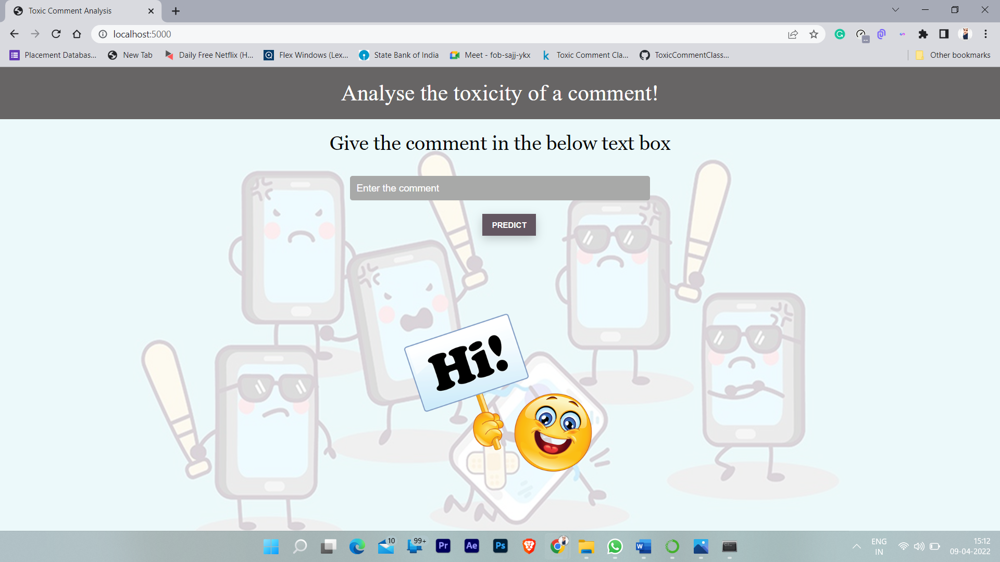 Toxic Comment Analysis
localhost:5000
Placement Databas...
New Tab
Daily Free Netflix (H...
Flex Windows (Lex...
State Bank of India
Meet - fob-sajj-ykx
Toxic Comment Cla...
ToxicCommentClass...
Other bookmarks
Analyse the toxicity of a comment!
Give the comment in the below text box
Enter the comment
PREDICT
Hi!
10
99+
Pr
Ae
Ps
W
ENG
IN
15:12
09-04-2022